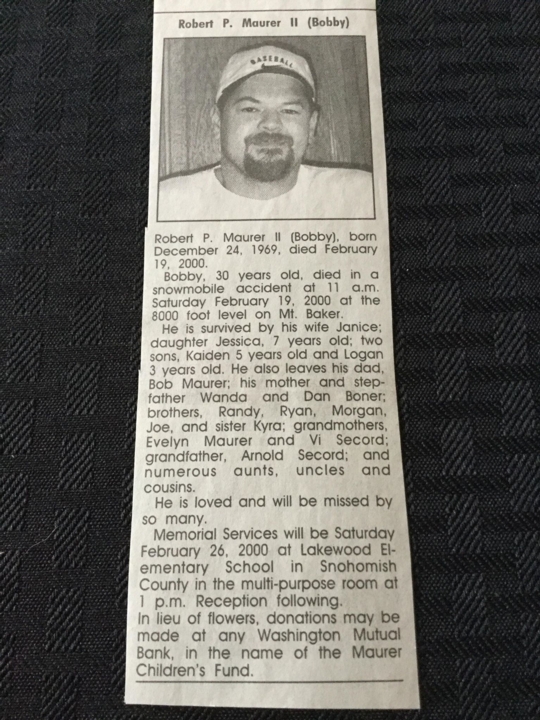 Robert P. Maurer II (Bobby)
BASEBALL
Robert P. Maurer II (Bobby), born
December 24, 1969, died February
19, 2000.
Bobby, 30 years old, died in a
snowmobile accident at 11 a.m.
Saturday February 19, 2000 at the
8000 foot level on Mt. Baker.
He is survived by his wife Janice;
daughter Jessica, 7 years old; two
sons, Kaiden 5 years old and Logan
3 years old. He also leaves his dad,
Bob Maurer; his mother and step-
father Wanda and Dan Boner;
brothers, Randy, Ryan, Morgan,
Joe, and sister Kyra; grandmothers,
Evelyn Maurer and Vi Secord;
grandfather, Arnold Secord; and
numerous aunts, uncles and
cousins.
He is loved and will be missed by
so many.
Memorial Services will be Saturday
February 26, 2000 at Lakewood El-
ementary School in Snohomish
County in the multi-purpose room at
1 p.m. Reception following.
In lieu of flowers, donations may be
made at any Washington Mutual
Bank, in the name of the Maurer
Children's Fund.